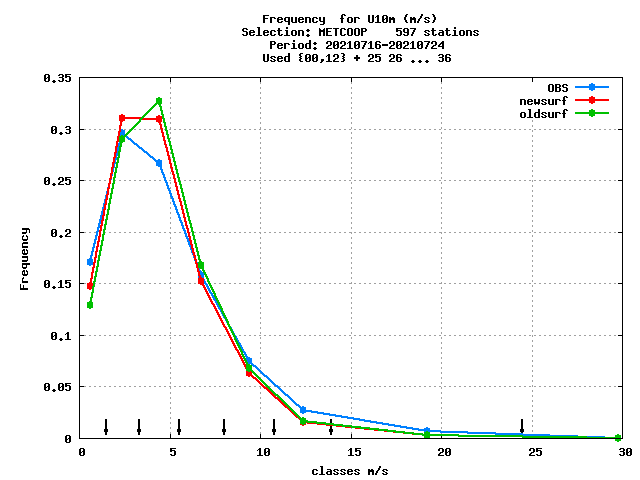 Frequency  for U10m (m/s)
Selection: METCOOP    597 stations
Period: 20210716-20210724
Used {00,12} + 25 26 ... 36
0.35
0.3
0.25
0.2
0.15
0.1
0.05
0
Frequency
OBS
newsurf
oldsurf
0 5 10 15 20 25 30
classes m/s